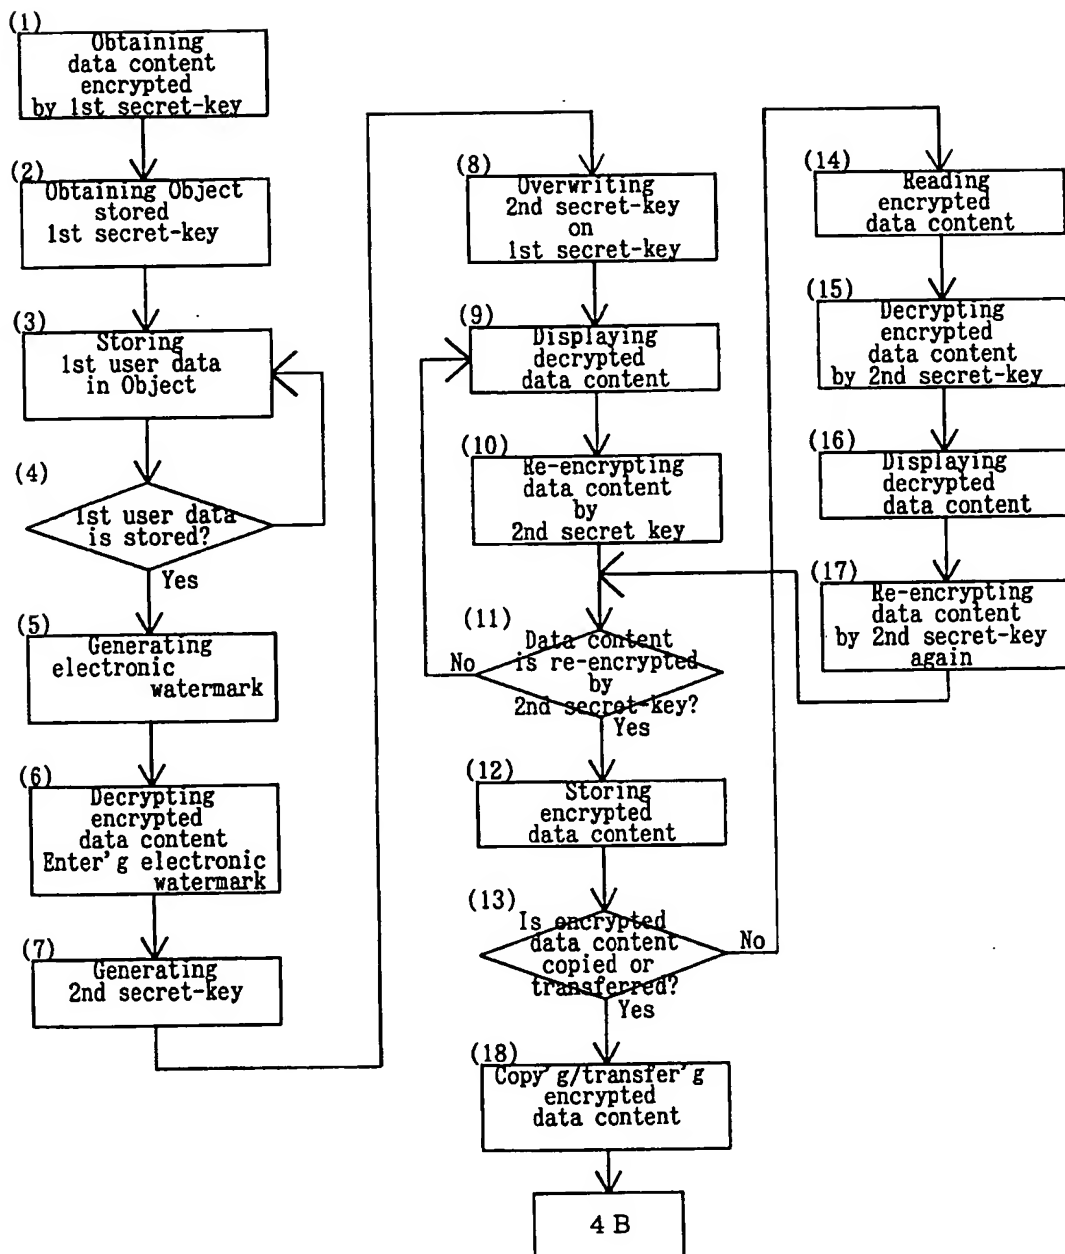 (1)
Obtaining
data content
encrypted
by 1st secret-key
(2)
Obtaining Object
stored
1st secret-key
(3)
Storing
1st user data
in Object
(4)
1st user data
is stored?
Yes
(5)
Generating
electronic
watermark
(6)
Decrypting
encrypted
data content
Enter'g electronic
watermark
(7)
Generating
2nd secret-key
(8)
Overwriting
2nd secret-key
on
1st secret-key
(9)
Displaying
decrypted
data content
(10)
Re-encrypting
data content
by
2nd secret key
(11)
Data content
is re-encrypted
by
2nd secret-key?
No
Yes
(12)
Storing
encrypted
data content
(13)
Is encrypted
data content
copied or
transferred?
No
Yes
(14)
Reading
encrypted
data content
(15)
Decrypting
encrypted
data content
by 2nd secret-key
(16)
Displaying
decrypted
data content
(17)
Re-encrypting
data content
by 2nd secret-key
again
(18)
Copy'g/transfer'g
encrypted
data content
4 B